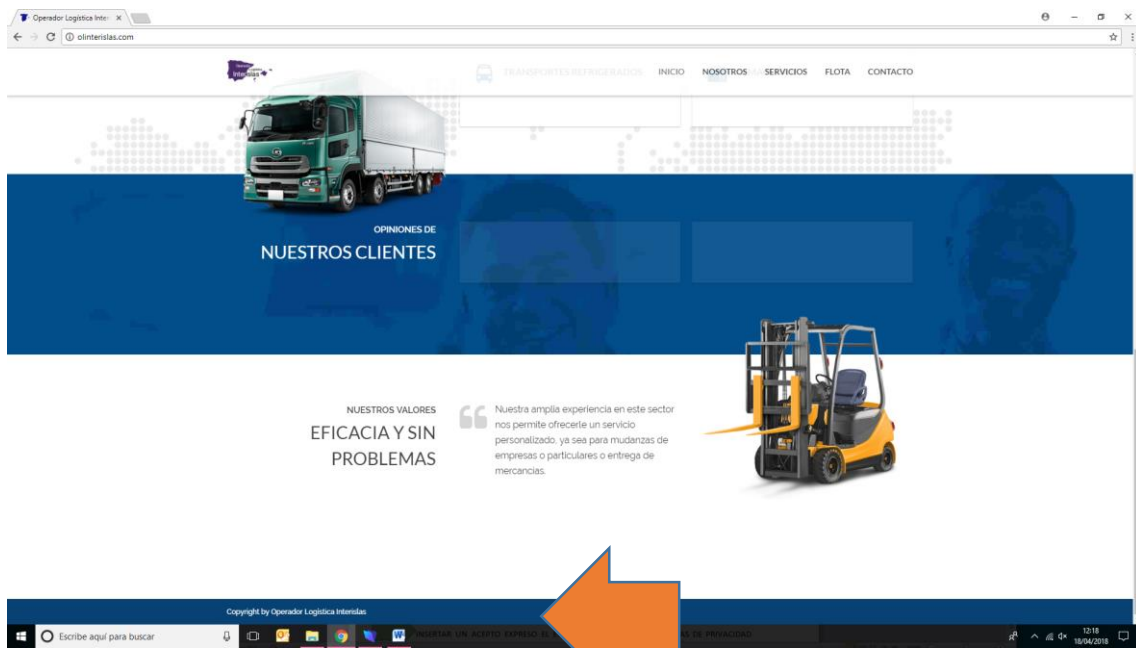 Operador Logística Inter
olinterislas.com
TRANSPORTES REFRIGERADOS
INICIO NOSOTROS SERVICIOS FLOTA CONTACTO
OPINIONES DE
NUESTROS CLIENTES
NUESTROS VALORES
EFICACIA Y SIN
PROBLEMAS
Nuestra amplia experiencia en este sector
nos permite ofrecerle un servicio
personalizado, ya sea para mudanzas de
empresas o particulares o entrega de
mercancías.
Copyright by Operador Logística Interislas
Escribe aquí para buscar
INSERTAR UN ACEPTO EXPRESO
AS DE PRIVACIDAD
12:18
18/04/2018